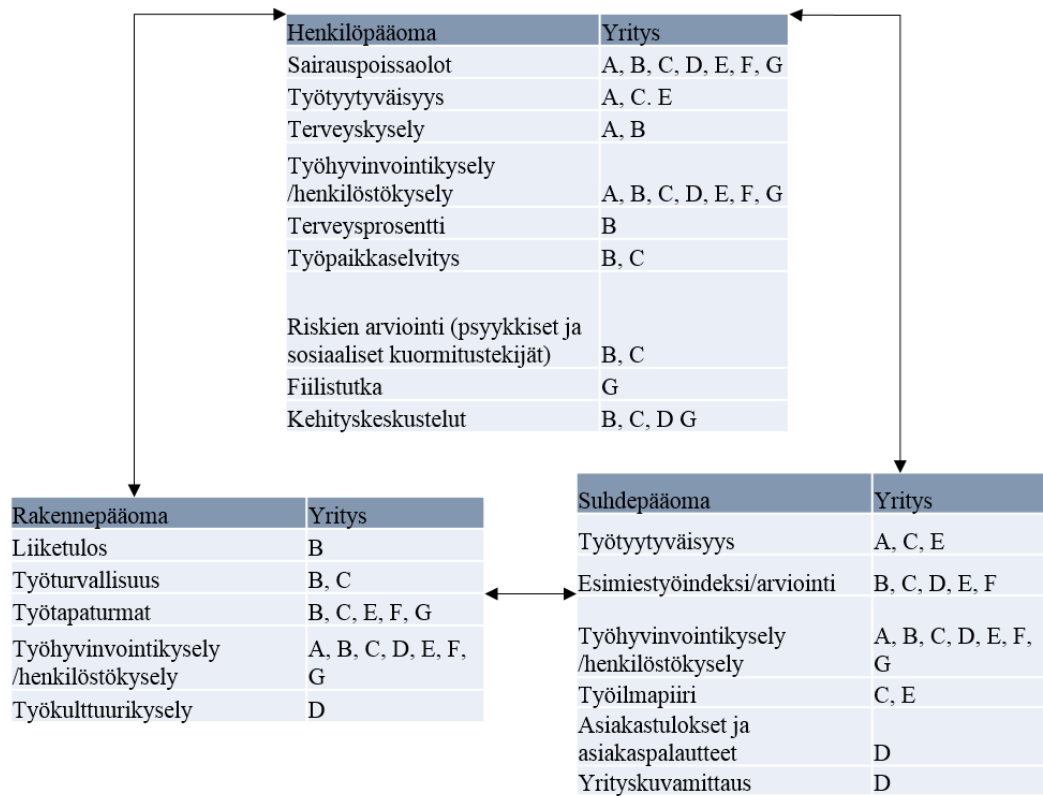 Henkilöpääoma Yritys
Sairauspoissaolot A, B, C, D, E, F, G
Työtyytyväisyys A, C. E
Terveyskysely A, B
Työhyvinvointikysely
/henkilöstökysely A, B, C, D, E, F, G
Terveysprosentti B
Työpaikkaselvitys B, C
Riskien arviointi (psyykkiset ja
sosiaaliset kuormitustekijät) B, C
Fiilistutka G
Kehityskeskustelut B, C, D G
Rakennepääoma Yritys
Liiketulos B
Työturvallisuus B, C
Työtapaturmat B, C, E, F, G
Työhyvinvointikysely A, B, C, D, E, F,
/henkilöstökysely G
Työkulttuurikysely D
Suhdepääoma Yritys
Työtyytyväisyys A, C, E
Esimiestyöindeksi/arviointi B, C, D, E, F
Työhyvinvointikysely A, B, C, D, E, F,
/henkilöstökysely G
Työilmapiiri C, E
Asiakastulokset ja
asiakaspalautteet D
Yrityskuvamittaus D